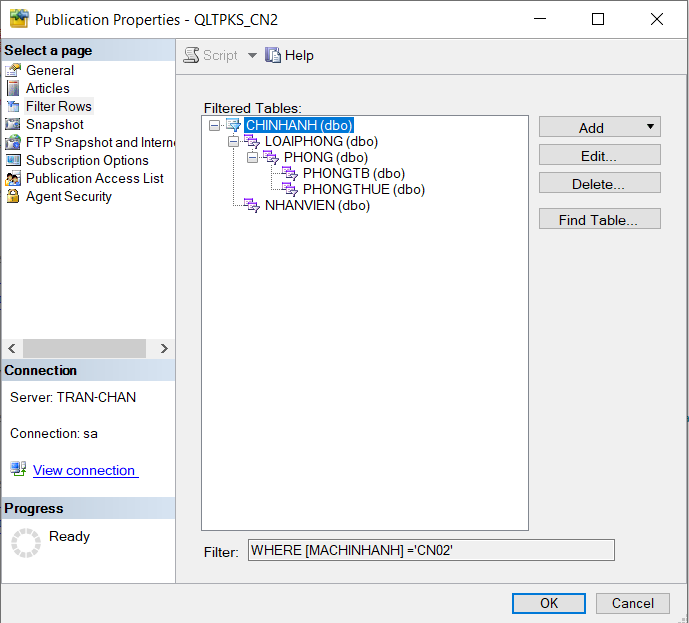 Publication Properties - QLTPKS_CN2
Select a page
General
Articles
Filter Rows
Snapshot
FTP Snapshot and Intern
Subscription Options
Publication Access List
Agent Security
Connection
Server: TRAN-CHAN
Connection: sa
View connection
Progress
Ready
Script
Help
Filtered Tables:
CHINHANH (dbo)
LOAIPHONG (dbo)
PHONG (dbo)
PHONGTB (dbo)
PHONGTHUE (dbo)
NHANVIEN (dbo)
Add
Edit...
Delete...
Find Table...
Filter:
WHERE [MACHINHANH] ='CN02'
OK
Cancel